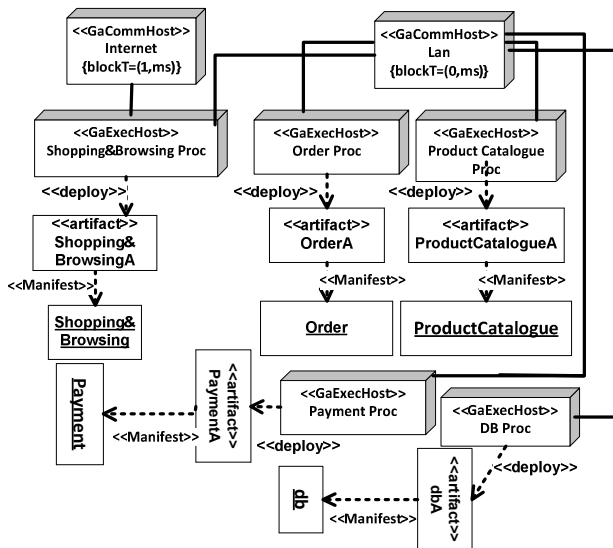 <<GaCommHost>>
Internet
{blockT=(1,ms)}
<<GaCommHost>>
Lan
{blockT=(0,ms)}
<<GaExecHost>>
Shopping&Browsing Proc
<<GaExecHost>>
Order Proc
<<GaExecHost>>
Product Catalogue
Proc
<<deploy>>
<<deploy>>
<<deploy>>
<<artifact>>
Shopping&
BrowsingA
<<artifact>>
OrderA
<<artifact>>
ProductCatalogueA
<<Manifest>>
<<Manifest>>
<<Manifest>>
Shopping&
Browsing
Order
ProductCatalogue
Payment
<<Manifest>>
<<artifact>>
PaymentA
<<deploy>>
<<GaExecHost>>
Payment Proc
<<GaExecHost>>
DB Proc
<<deploy>>
<<artifact>>
dbA
<<Manifest>>
db